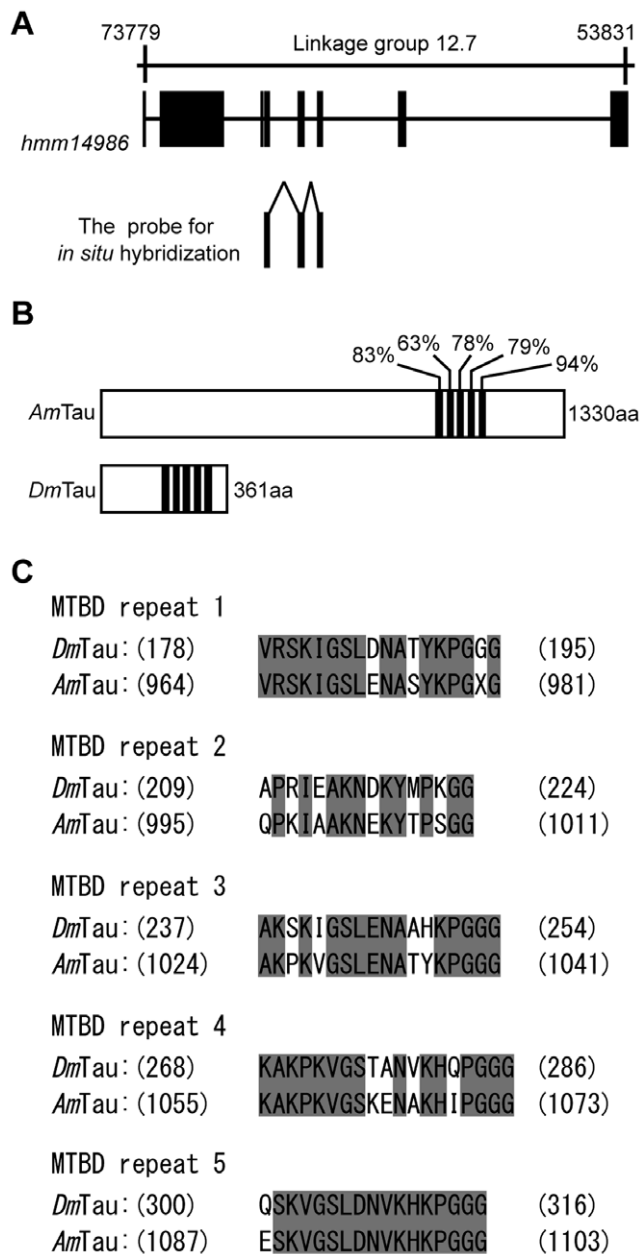 A
73779
53831
Linkage group 12.7
hmm14986
The probe for
in situ hybridization
B
63% 78%
83% 79%
94%
AmTau
1330aa
DmTau
361aa
C
MTBD repeat 1
DmTau: (178) VRSKIGSLDNATYKPGGG (195)
AmTau: (964) VRSKIGSLENASYKPGXG (981)
MTBD repeat 2
DmTau: (209) APRIEAKNDKYMPKGG (224)
AmTau: (995) QPKIAAKNEKYTPSGG (1011)
MTBD repeat 3
DmTau: (237) AKSKIGSLENAAHKPGGG (254)
AmTau: (1024) AKPKVGSLENATYKPGGG (1041)
MTBD repeat 4
DmTau: (268) KAKPKVGSTANVKHQPGGG (286)
AmTau: (1055) KAKPKVGSKENAKHIPGGG (1073)
MTBD repeat 5
DmTau: (300) QSKVGSLDNVKHKPGGG (316)
AmTau: (1087) ESKVGSLDNVKHKPGGG (1103)